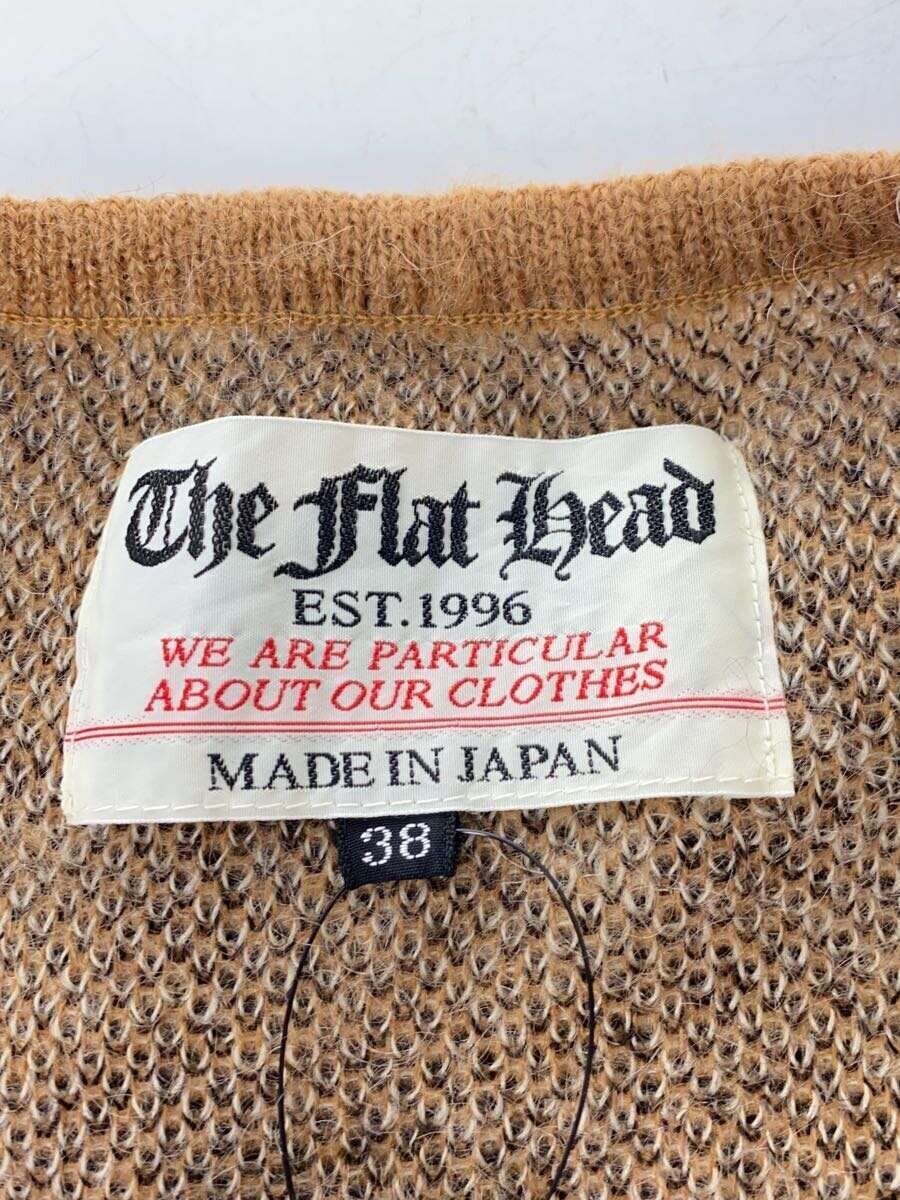 The Flat Head
EST.1996
WE ARE PARTICULAR
ABOUT OUR CLOTHES
MADE IN JAPAN
38